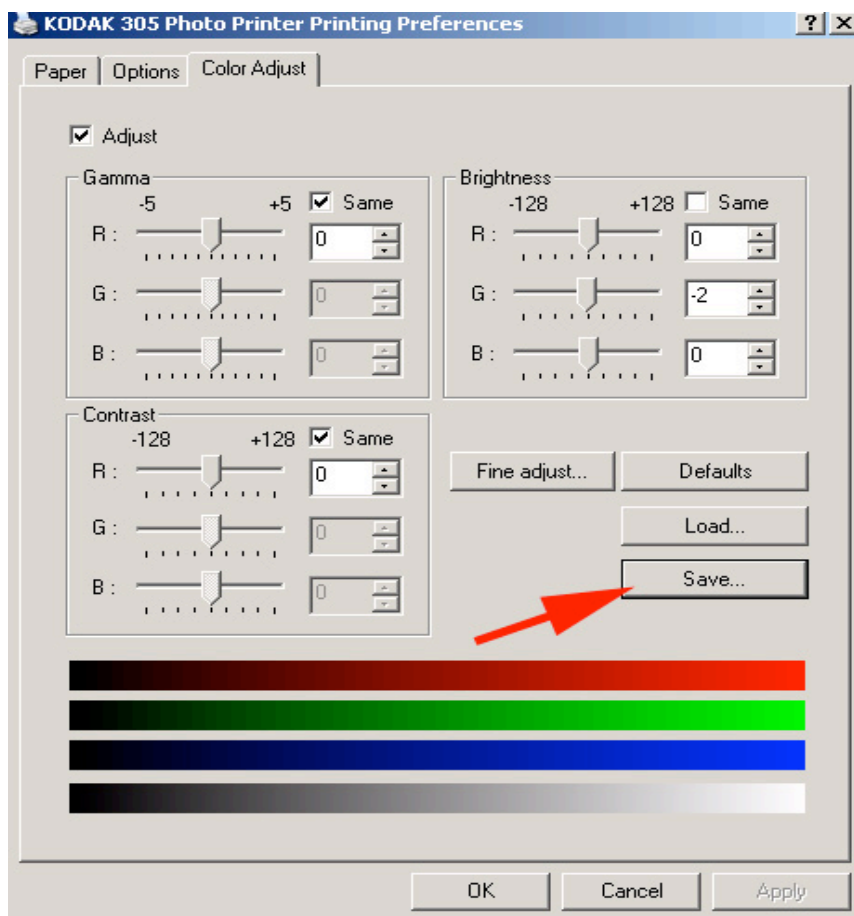 KODAK 305 Photo Printer Printing Preferences
Paper Options Color Adjust
Adjust
Gamma
-5 +5 Same
R : 0
G : 0
B : 0
Brightness
-128 +128 Same
R : 0
G : -2
B : 0
Contrast
-128 +128 Same
R : 0
G : 0
B : 0
Fine adjust... Defaults
Load...
Save...
OK Cancel Apply